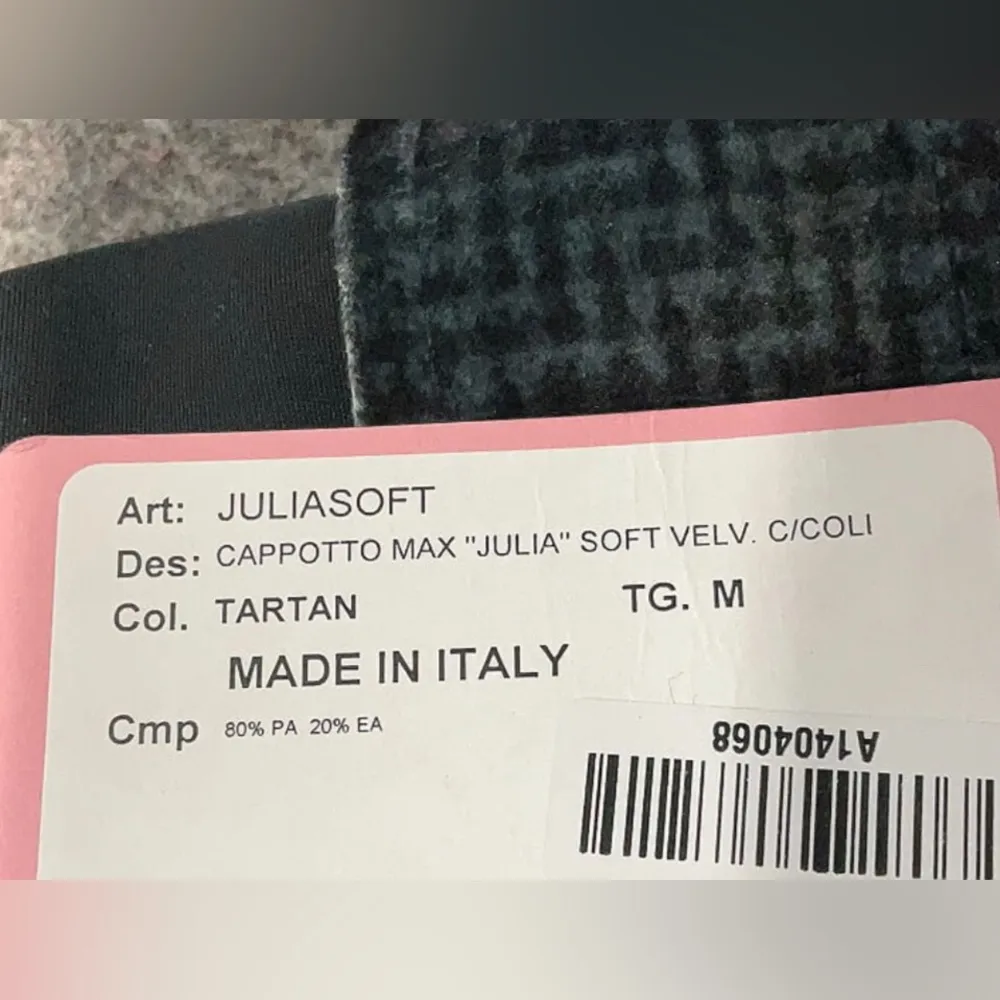 Art: JULIASOFT
Des: CAPPOTTO MAX "JULIA" SOFT VELV. C/COLI
Col. TARTAN TG. M
MADE IN ITALY
Cmp 80% PA 20% EA
A1404068